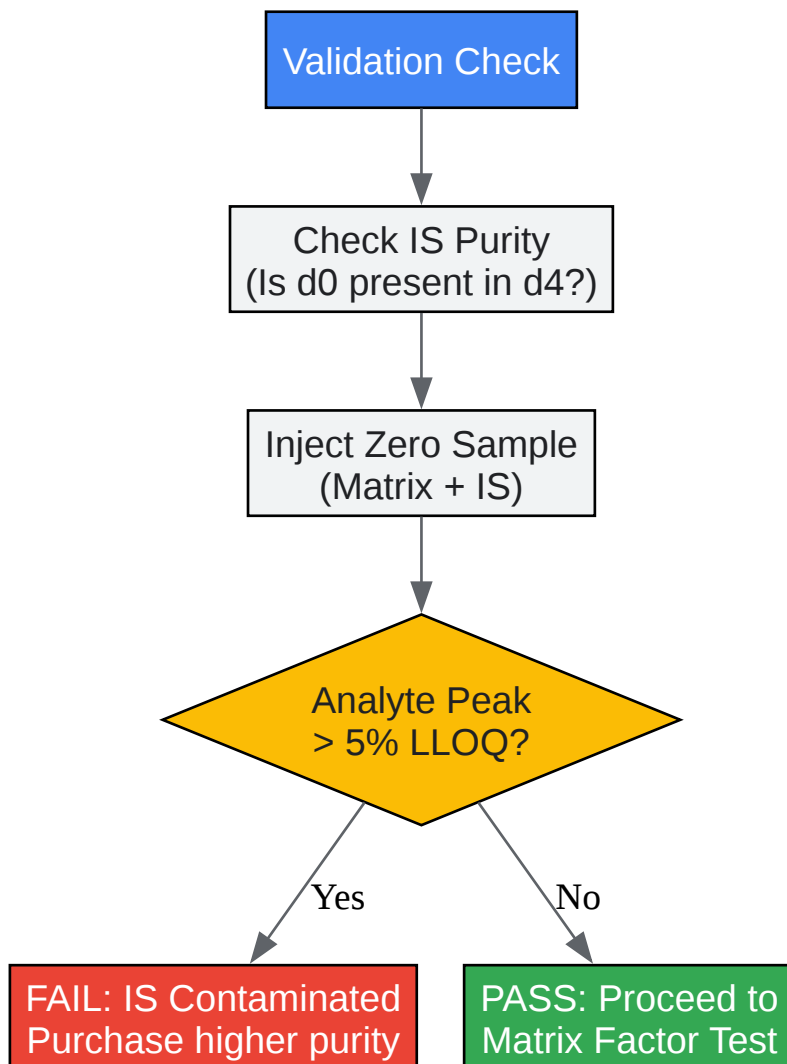 Validation Check
Check IS Purity
(Is d0 present in d4?)
Inject Zero Sample
(Matrix + IS)
Analyte Peak
> 5% LLOQ?
Yes
No
FAIL: IS Contaminated
Purchase higher purity
PASS: Proceed to
Matrix Factor Test